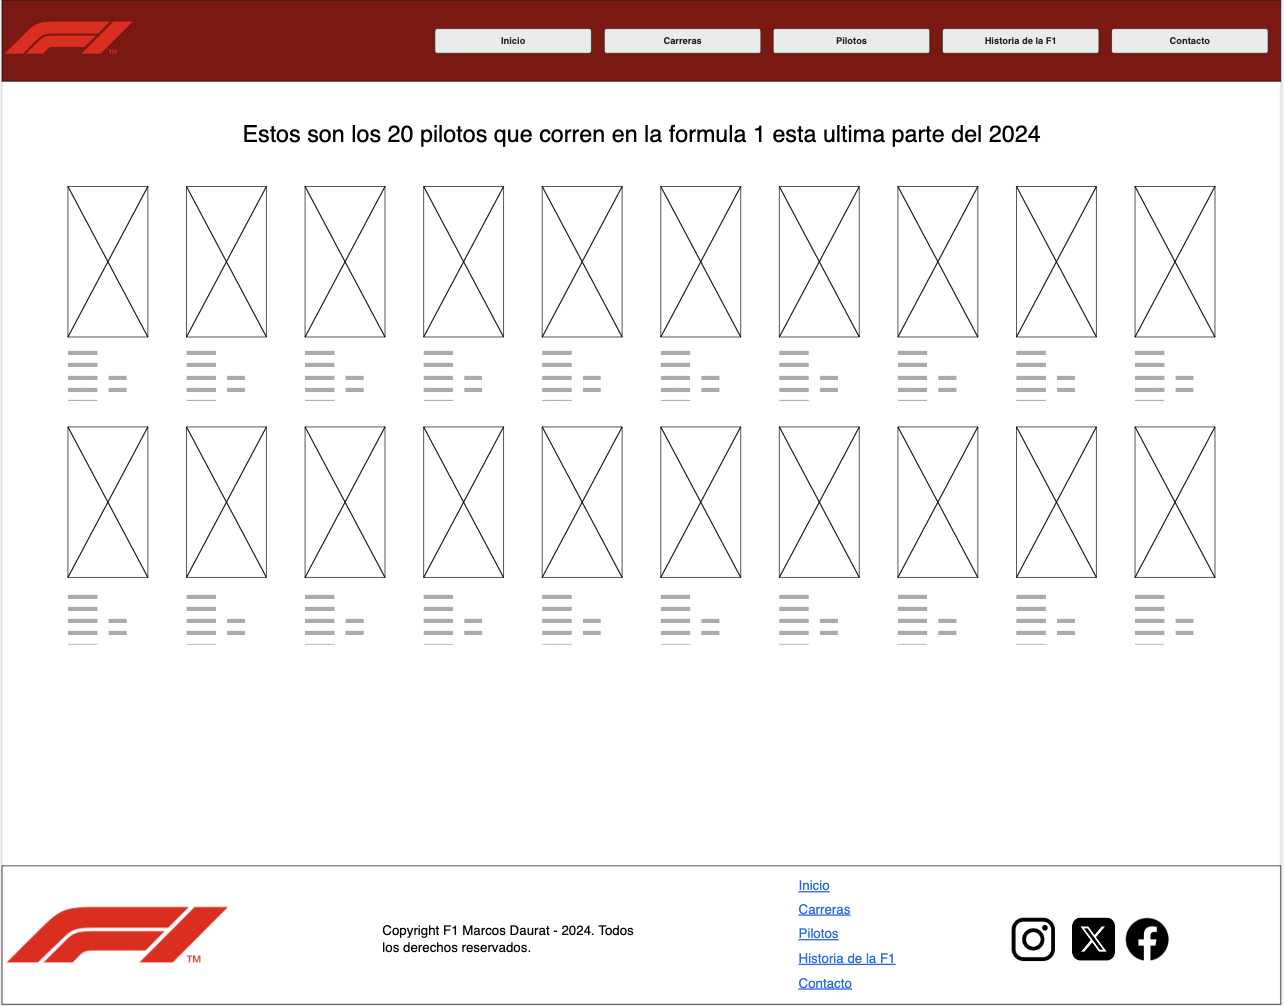 F1 TM
Inicio
Carreras
Pilotos
Historia de la F1
Contacto
Estos son los 20 pilotos que corren en la formula 1 esta ultima parte del 2024
F1 TM
Copyright F1 Marcos Daurat - 2024. Todos
los derechos reservados.
Inicio
Carreras
Pilotos
Historia de la F1
Contacto